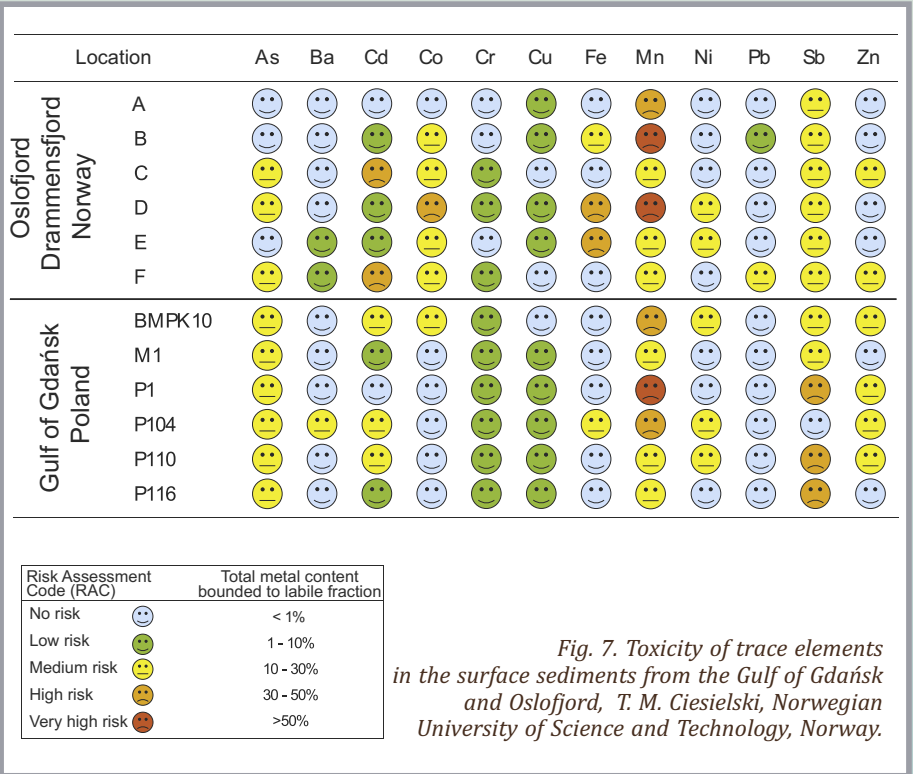 Location As Ba Cd Co Cr Cu Fe Mn Ni Pb Sb Zn
Oslofjord
Drammensfjord
Norway
A
B
C
D
E
F
Gulf of Gdańsk
Poland
BMPK10
M1
P1
P104
P110
P116
Risk Assessment
Code (RAC)
Total metal content
bounded to labile fraction
No risk < 1%
Low risk 1 - 10%
Medium risk 10 - 30%
High risk 30 - 50%
Very high risk >50%
Fig. 7. Toxicity of trace elements
in the surface sediments from the Gulf of Gdańsk
and Oslofjord, T. M. Ciesielski, Norwegian
University of Science and Technology, Norway.